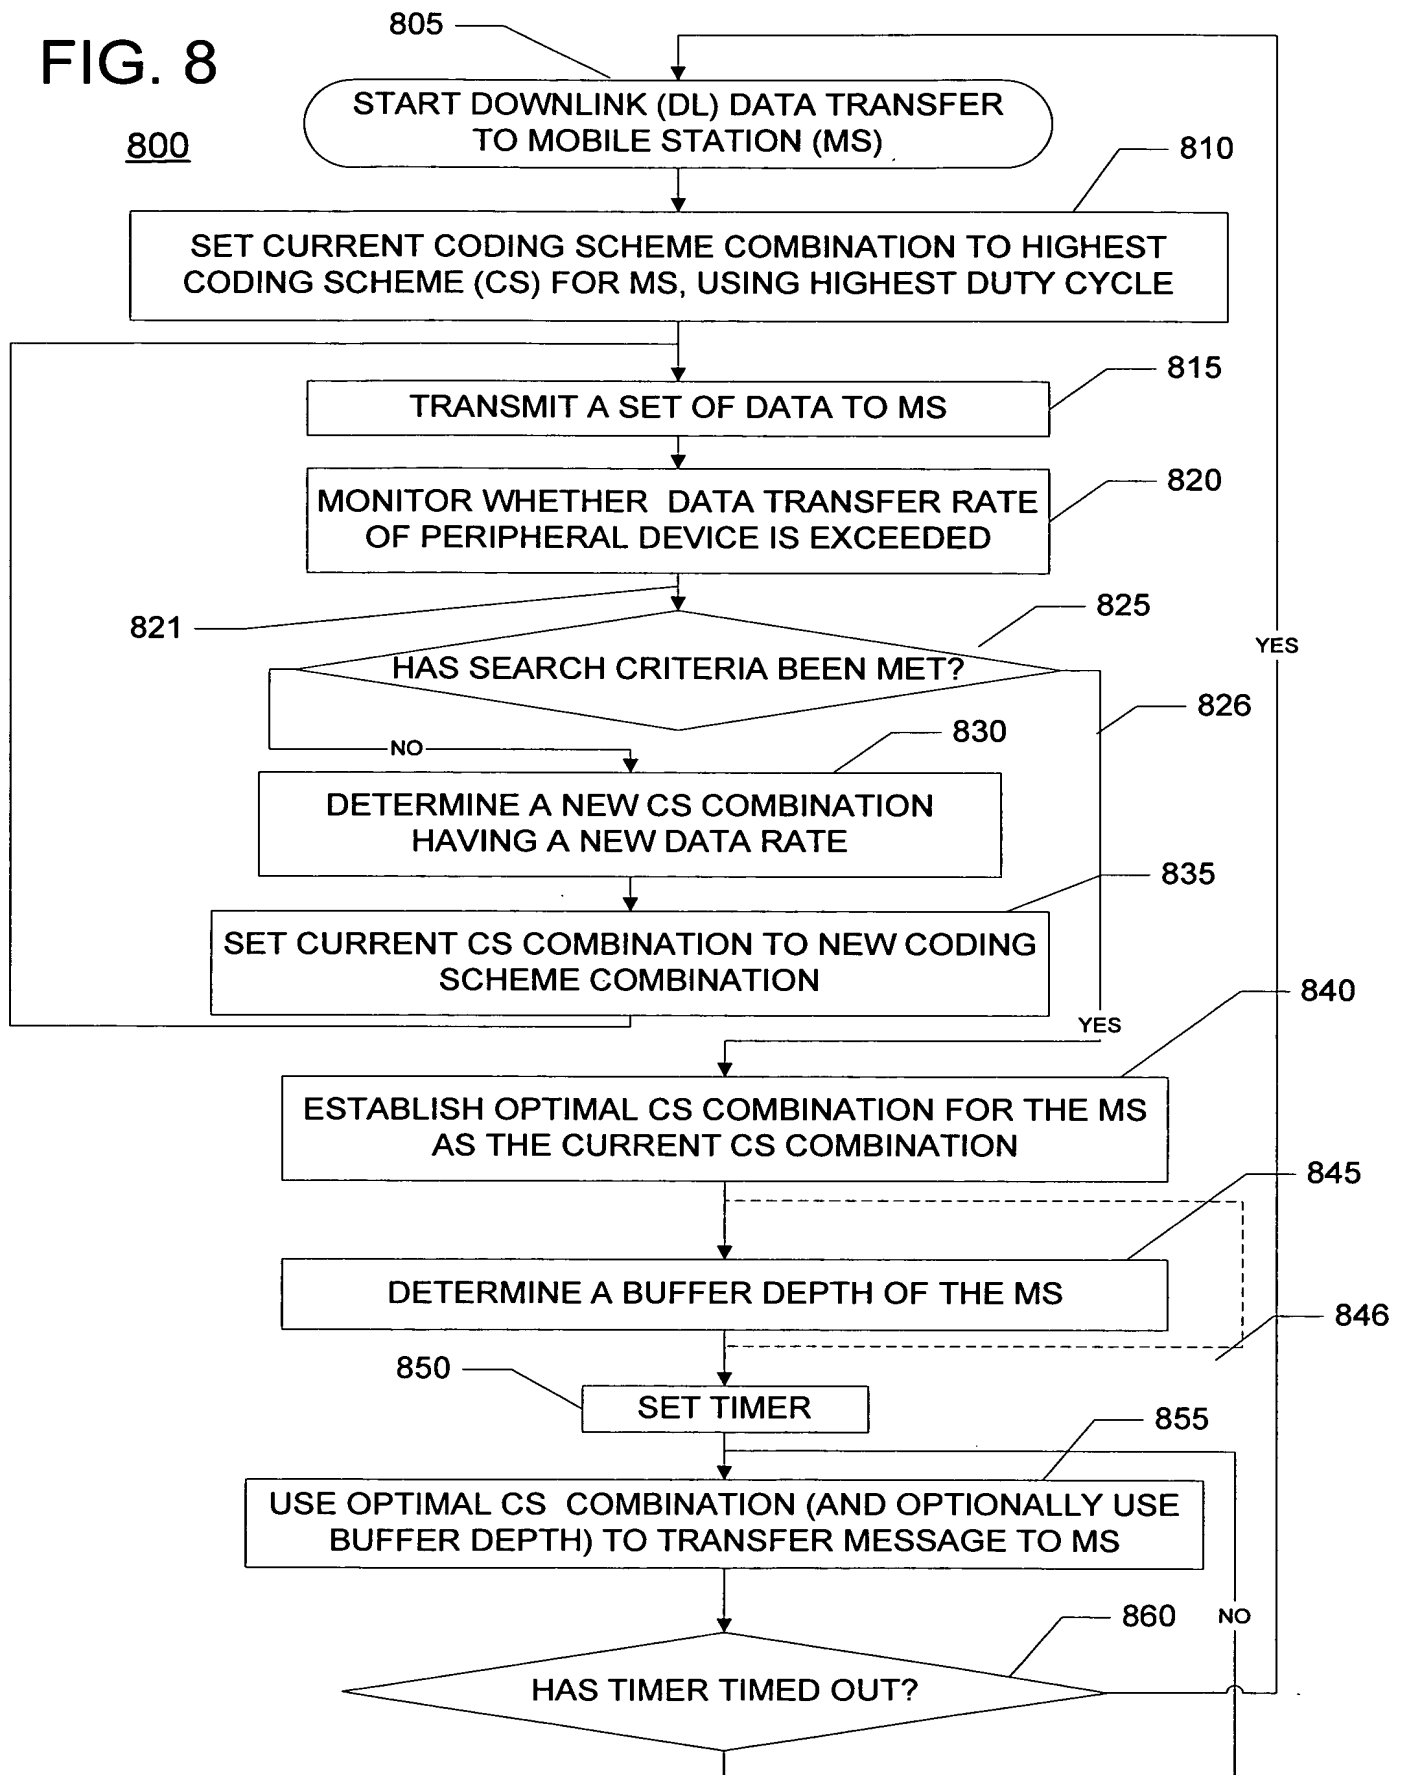 FIG. 8
800
805
START DOWNLINK (DL) DATA TRANSFER
TO MOBILE STATION (MS)
810
SET CURRENT CODING SCHEME COMBINATION TO HIGHEST
CODING SCHEME (CS) FOR MS, USING HIGHEST DUTY CYCLE
815
TRANSMIT A SET OF DATA TO MS
820
MONITOR WHETHER DATA TRANSFER RATE
OF PERIPHERAL DEVICE IS EXCEEDED
821
825
HAS SEARCH CRITERIA BEEN MET?
YES
826
NO
830
DETERMINE A NEW CS COMBINATION
HAVING A NEW DATA RATE
835
SET CURRENT CS COMBINATION TO NEW CODING
SCHEME COMBINATION
840
YES
ESTABLISH OPTIMAL CS COMBINATION FOR THE MS
AS THE CURRENT CS COMBINATION
845
DETERMINE A BUFFER DEPTH OF THE MS
846
850
SET TIMER
855
USE OPTIMAL CS COMBINATION (AND OPTIONALLY USE
BUFFER DEPTH) TO TRANSFER MESSAGE TO MS
860
NO
HAS TIMER TIMED OUT?